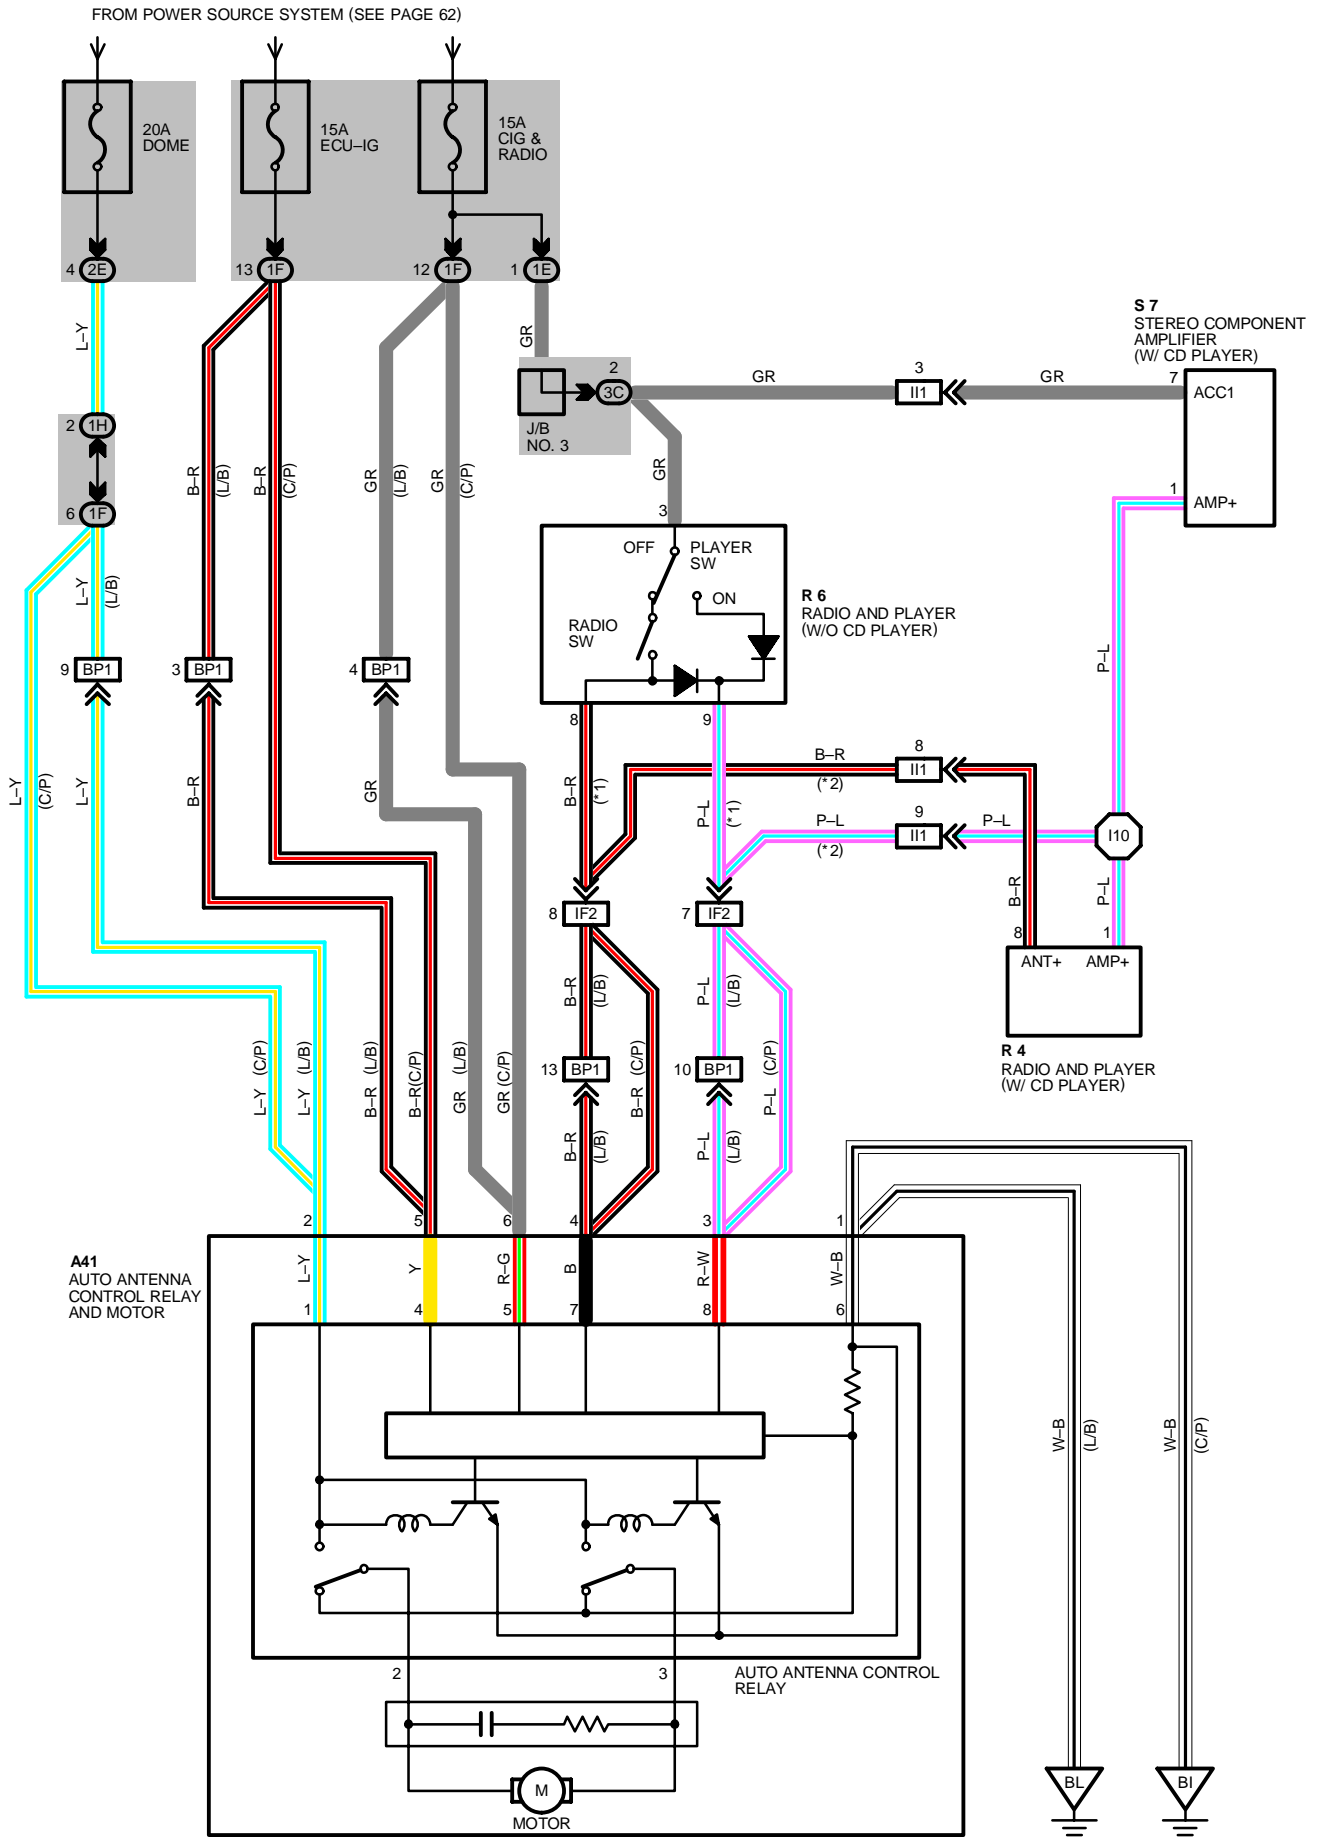 FROM POWER SOURCE SYSTEM (SEE PAGE 62)
20A
DOME
15A
ECU–IG
15A
CIG &
RADIO
4 2E
13 1F
12 1F
1 1E
L–Y
GR
2
3C
J/B
NO. 3
GR
3
II1
GR
S 7
STEREO COMPONENT
AMPLIFIER
(W/ CD PLAYER)
7
ACC1
1
AMP+
2 1H
6 1F
B–R
(L/B)
B–R
(C/P)
GR
(L/B)
GR
(C/P)
GR
3
OFF
PLAYER
SW
ON
RADIO
SW
R 6
RADIO AND PLAYER
(W/O CD PLAYER)
L–Y
(L/B)
9 BP1
3 BP1
4 BP1
P–L
8
9
L–Y
(C/P)
L–Y
B–R
GR
B–R
(*1)
P–L
(*1)
B–R
(*2)
8
II1
P–L
(*2)
9
II1
P–L
I10
B–R
P–L
8 IF2
7 IF2
8
1
ANT+
AMP+
R 4
RADIO AND PLAYER
(W/ CD PLAYER)
B–R
(L/B)
P–L
(L/B)
L–Y (C/P)
L–Y (L/B)
B–R (L/B)
B–R(C/P)
GR (L/B)
GR (C/P)
13 BP1
B–R (C/P)
10 BP1
P–L (C/P)
B–R
(L/B)
P–L
(L/B)
2
5
6
4
3
1
A41
AUTO ANTENNA
CONTROL RELAY
AND MOTOR
L–Y
Y
R–G
B
R–W
W–B
1
4
5
7
8
6
W–B
(L/B)
W–B
(C/P)
2
3
AUTO ANTENNA CONTROL
RELAY
M
MOTOR
BL
BI